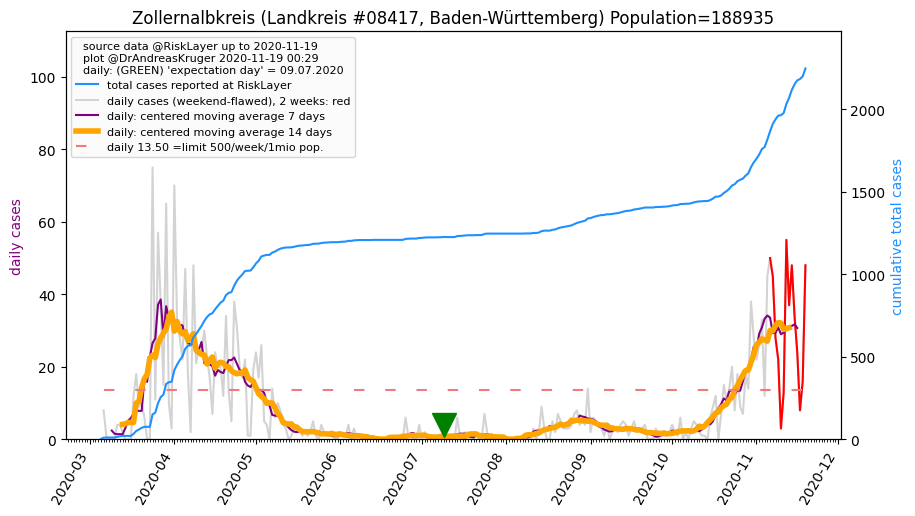 Zollernalbkreis (Landkreis #08417, Baden-Württemberg) Population=188935
source data @RiskLayer up to 2020-11-19
plot @DrAndreasKruger 2020-11-19 00:29
daily: (GREEN) 'expectation day' = 09.07.2020
total cases reported at RiskLayer
daily cases (weekend-flawed), 2 weeks: red
daily: centered moving average 7 days
daily: centered moving average 14 days
daily 13.50 =limit 500/week/1mio pop.
daily cases
100
80
60
40
20
0
cumulative total cases
2000
1500
1000
500
0
2020-03
2020-04
2020-05
2020-06
2020-07
2020-08
2020-09
2020-10
2020-11
2020-12